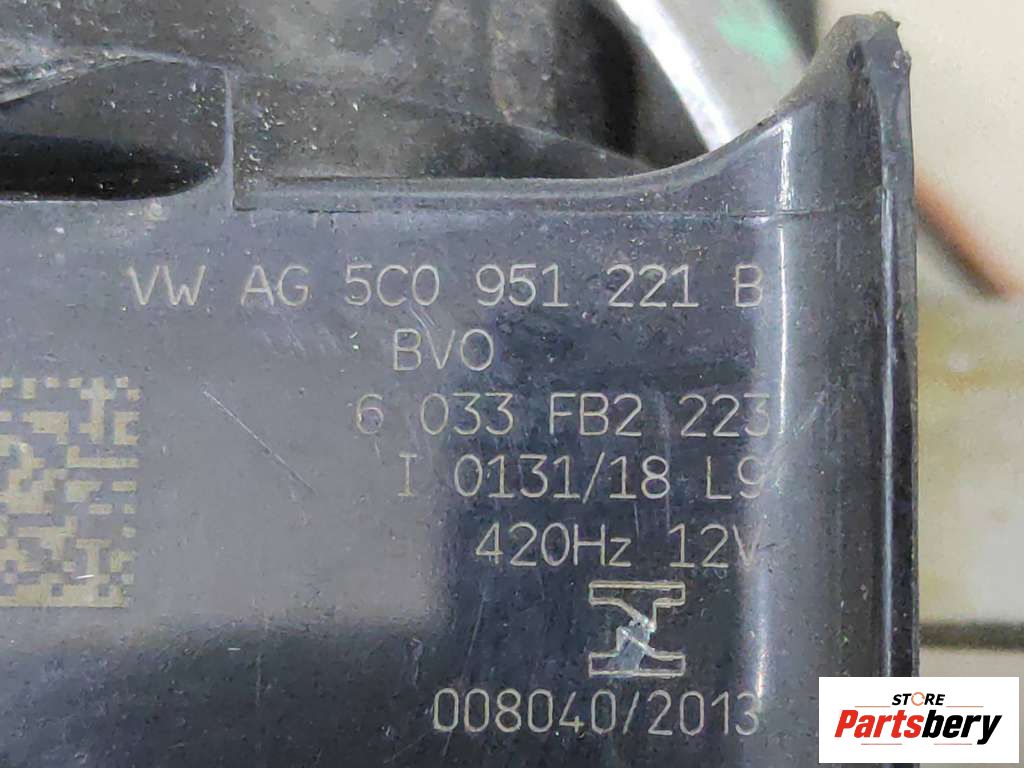 VW AG 5C0 951 221 B
BVO
6 033 FB2 223
I 0131/18 L9
420Hz 12V
008040/2013
STORE
Partsbery